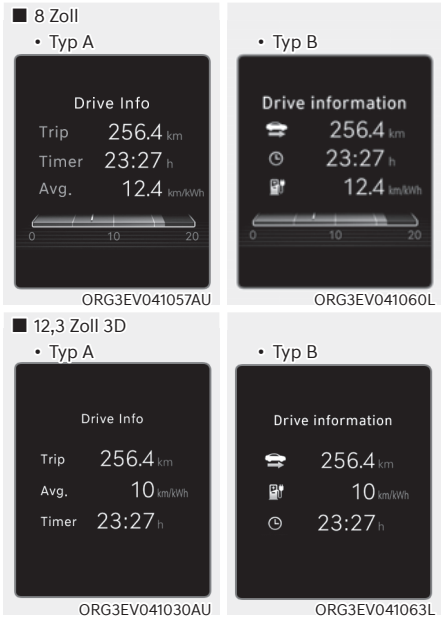 ■ 8 Zoll
• Typ A
Drive Info
Trip 256.4 km
Timer 23:27 h
Avg. 12.4 km/kWh
0 10 20
ORG3EV041057AU
• Typ B
Drive information
256.4 km
23:27 h
12.4 km/kWh
0 10 20
ORG3EV041060L
■ 12,3 Zoll 3D
• Typ A
Drive Info
Trip 256.4 km
Avg. 10 km/kWh
Timer 23:27 h
ORG3EV041030AU
• Typ B
Drive information
256.4 km
10 km/kWh
23:27 h
ORG3EV041063L